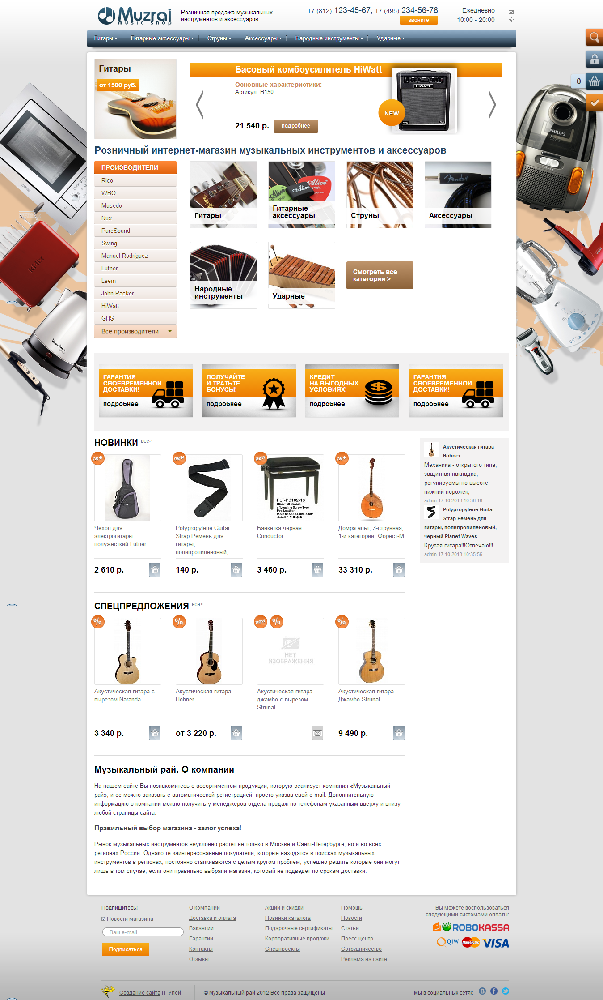 Muzrai
music shop
Розничная продажа музыкальных
инструментов и аксессуаров.
+7 (812) 123-45-67, +7 (495) 234-56-78
звоните
Ежедневно
10:00 - 20:00
Гитары
Гитарные аксессуары
Струны
Аксессуары
Народные инструменты
Ударные
0
Гитары
от 1500 руб.
Басовый комбоусилитель HiWatt
Основные характеристики:
Артикул: B150
21 540 р.
подробнее
HIWATT
NEW
PHILIPS
Розничный интернет-магазин музыкальных инструментов и аксессуаров
ПРОИЗВОДИТЕЛИ
Rico
WBO
Musedo
Nux
PureSound
Swing
Manuel Rodríguez
Lutner
Leem
John Packer
HiWatt
GHS
Все производители
Гитары
Alice
Alice
Pick
Pick
Гитарные
аксессуары
Струны
Fender
Аксессуары
Народные
инструменты
Ударные
Смотреть все
категории >
kMix
Moulinex
BRAUN
ГАРАНТИЯ
СВОЕВРЕМЕННОЙ
ДОСТАВКИ!
подробнее
ПОЛУЧАЙТЕ
И ТРАТЬТЕ
БОНУСЫ!
подробнее
КРЕДИТ
НА ВЫГОДНЫХ
УСЛОВИЯХ!
подробнее
ГАРАНТИЯ
СВОЕВРЕМЕННОЙ
ДОСТАВКИ!
подробнее
НОВИНКИ все>
new
new
new
new
FLT-PB102-13
Rise/Fall Device
of Leading Screw Tyre
Pvs.Leather
MST: 56X33X48cm-58cm
Чехол для
электрогитары
полужесткий Lutner
2 610 р.
Polypropylene Guitar
Strap Ремень для
гитары,
полипропиленовый,
140 р.
Банкетка черная
Conductor
3 460 р.
Домра альт, 3-струнная,
1-й категории, Форест-М
33 310 р.
Акустическая гитара
Hohner
Механика - открытого типа,
защитная накладка,
регулируемы по высоте
нижний порожек,
admin 17.10.2013 10:36:16
Polypropylene Guitar
Strap Ремень для
гитары, полипропиленовый,
черный Planet Waves
Крутая гитара!!!Отвечаю!!!
admin 17.10.2013 10:35:56
СПЕЦПРЕДЛОЖЕНИЯ все>
%
%
new %
%
НЕТ
ИЗОБРАЖЕНИЯ
Акустическая гитара с
вырезом Naranda
3 340 р.
Акустическая гитара
Hohner
от 3 220 р.
Акустическая гитара
джамбо с вырезом
Strunal
Акустическая гитара
Джамбо Strunal
9 490 р.
Музыкальный рай. О компании
На нашем сайте Вы познакомитесь с ассортиментом продукции, которую реализует компания «Музыкальный
рай», и ее можно заказать с автоматической регистрацией, просто указав свой e-mail. Дополнительную
информацию о компании можно получить у менеджеров отдела продаж по телефонам указанным вверху и внизу
любой страницы сайта.
Правильный выбор магазина - залог успеха!
Рынок музыкальных инструментов неуклонно растет не только в Москве и Санкт-Петербурге, но и во всех
регионах России. Однако те заинтересованные покупатели, которые находятся в поисках музыкальных
инструментов в регионах, постоянно сталкиваются с целым кругом проблем, успешно решить которые они могут
лишь в том случае, если они правильно выбрали магазин, который не подведет по срокам доставки.
Подпишитесь!
Новости магазина
Ваш e-mail
Подписаться
О компании
Доставка и оплата
Вакансии
Гарантии
Контакты
Отзывы
Акции и скидки
Новинки каталога
Подарочные сертификаты
Корпоративные продажи
Спецпроекты
Помощь
Новости
Статьи
Пресс-центр
Сотрудничество
Реклама на сайте
Вы можете воспользоваться
следующими системами оплаты:
ROBOKASSA
QIWI MasterCard VISA
Создание сайта IT-Улей
© Музыкальный рай 2012 Все права защищены
Мы в социальных сетях